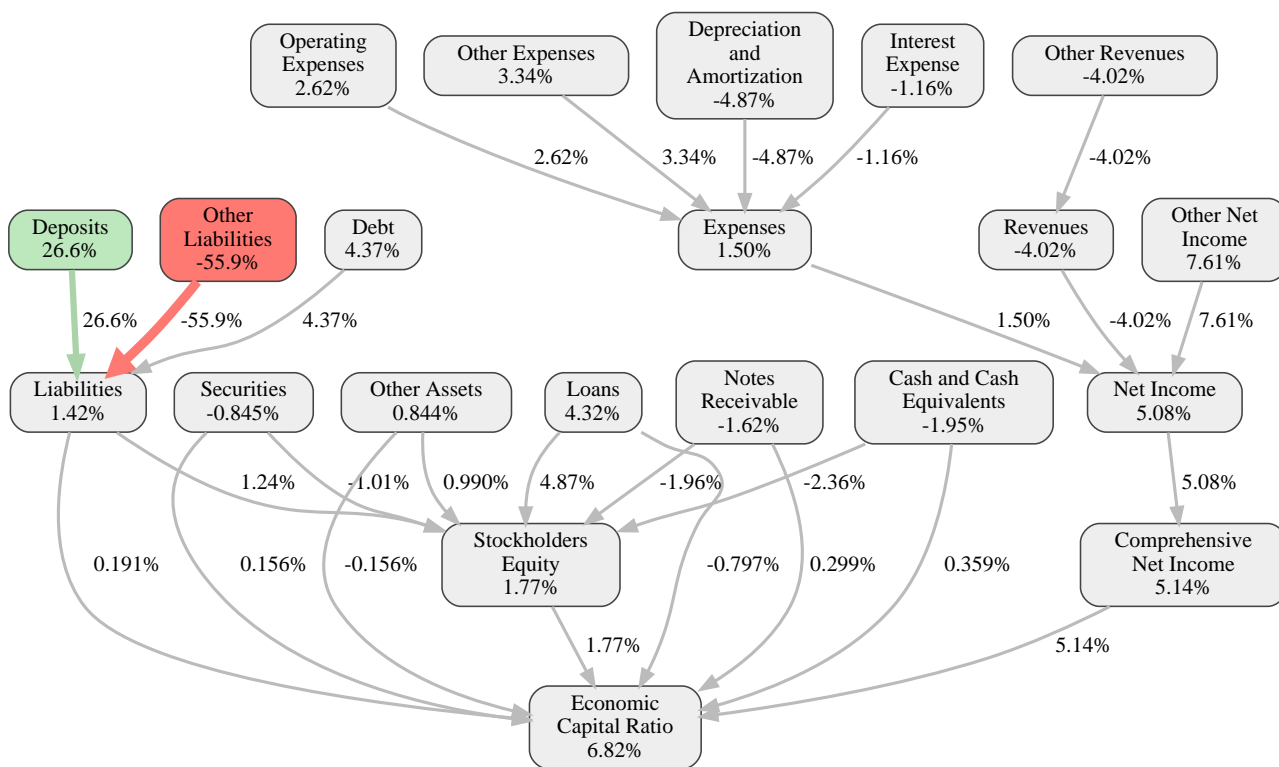 Operating
Expenses
2.62%
Other Expenses
3.34%
Depreciation
and
Amortization
-4.87%
Interest
Expense
-1.16%
Other Revenues
-4.02%
2.62%
3.34%
-4.87%
-1.16%
-4.02%
Deposits
26.6%
Other
Liabilities
-55.9%
Debt
4.37%
Expenses
1.50%
Revenues
-4.02%
Other Net
Income
7.61%
26.6%
-55.9%
4.37%
1.50%
-4.02%
7.61%
Liabilities
1.42%
Securities
-0.845%
Other Assets
0.844%
Loans
4.32%
Notes
Receivable
-1.62%
Cash and Cash
Equivalents
-1.95%
Net Income
5.08%
1.24%
-1.01%
0.990%
4.87%
-1.96%
-2.36%
5.08%
Stockholders
Equity
1.77%
Comprehensive
Net Income
5.14%
0.191%
0.156%
-0.156%
-0.797%
0.299%
0.359%
1.77%
5.14%
Economic
Capital Ratio
6.82%